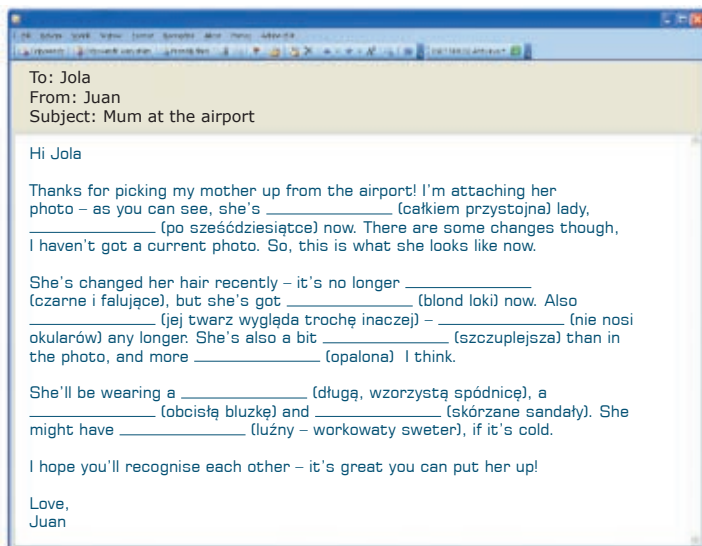 To: Jola
From: Juan
Subject: Mum at the airport
Hi Jola
Thanks for picking my mother up from the airport! I'm attaching her
photo – as you can see, she's ______________ (całkiem przystojna) lady,
______________ (po sześćdziesiątce) now. There are some changes though,
I haven't got a current photo. So, this is what she looks like now.
She's changed her hair recently – it's no longer ______________
(czarne i falujące), but she's got ______________ (blond loki) now. Also
______________ (jej twarz wygląda trochę inaczej) – ______________ (nie nosi
okularów) any longer. She's also a bit ______________ (szczuplejsza) than in
the photo, and more ______________ (opalona) I think.
She'll be wearing a ______________ (długą, wzorzystą spódnicę), a
______________ (obcisłą bluzkę) and ______________ (skórzane sandały). She
might have ______________ (luźny – workowaty sweter), if it's cold.
I hope you'll recognise each other – it's great you can put her up!
Love,
Juan